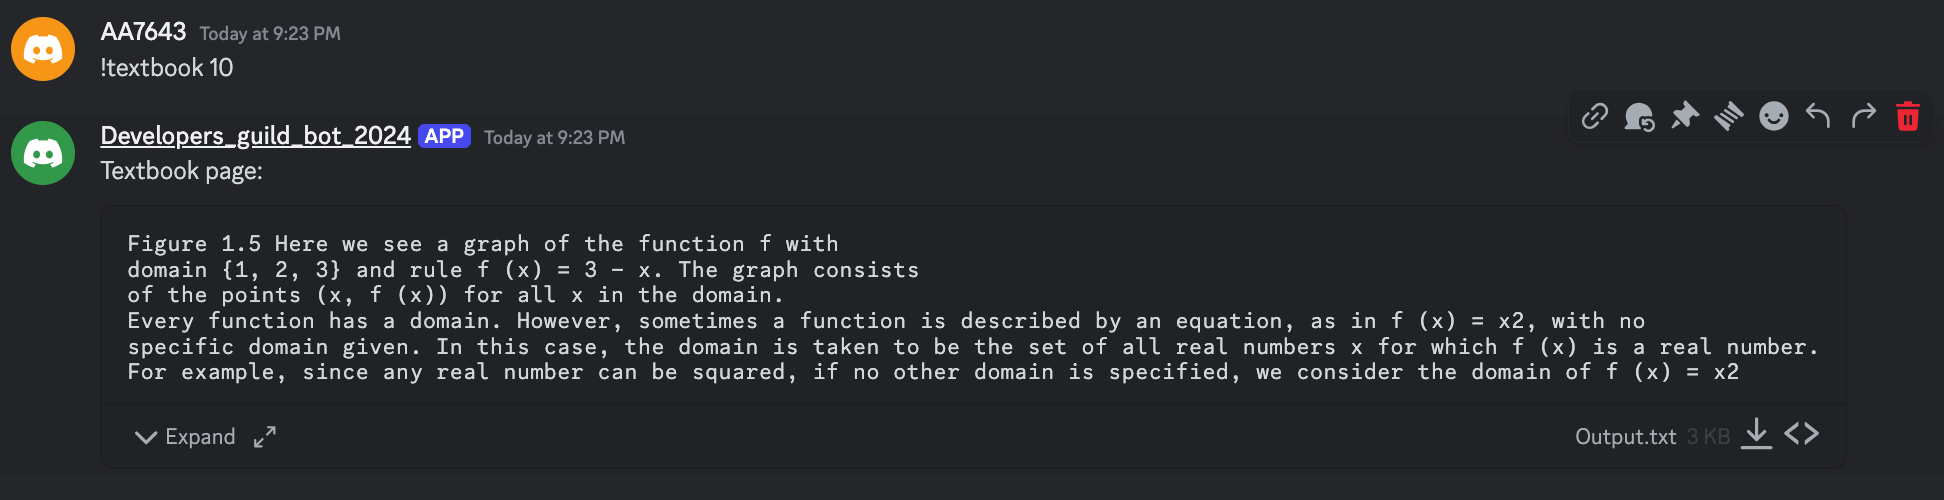 AA7643 Today at 9:23 PM
!textbook 10
Developers_guild_bot_2024 APP Today at 9:23 PM
Textbook page:
Figure 1.5 Here we see a graph of the function f with
domain {1, 2, 3} and rule f (x) = 3 − x. The graph consists
of the points (x, f (x)) for all x in the domain.
Every function has a domain. However, sometimes a function is described by an equation, as in f (x) = x2, with no
specific domain given. In this case, the domain is taken to be the set of all real numbers x for which f (x) is a real number.
For example, since any real number can be squared, if no other domain is specified, we consider the domain of f (x) = x2
Expand Output.txt 3 KB